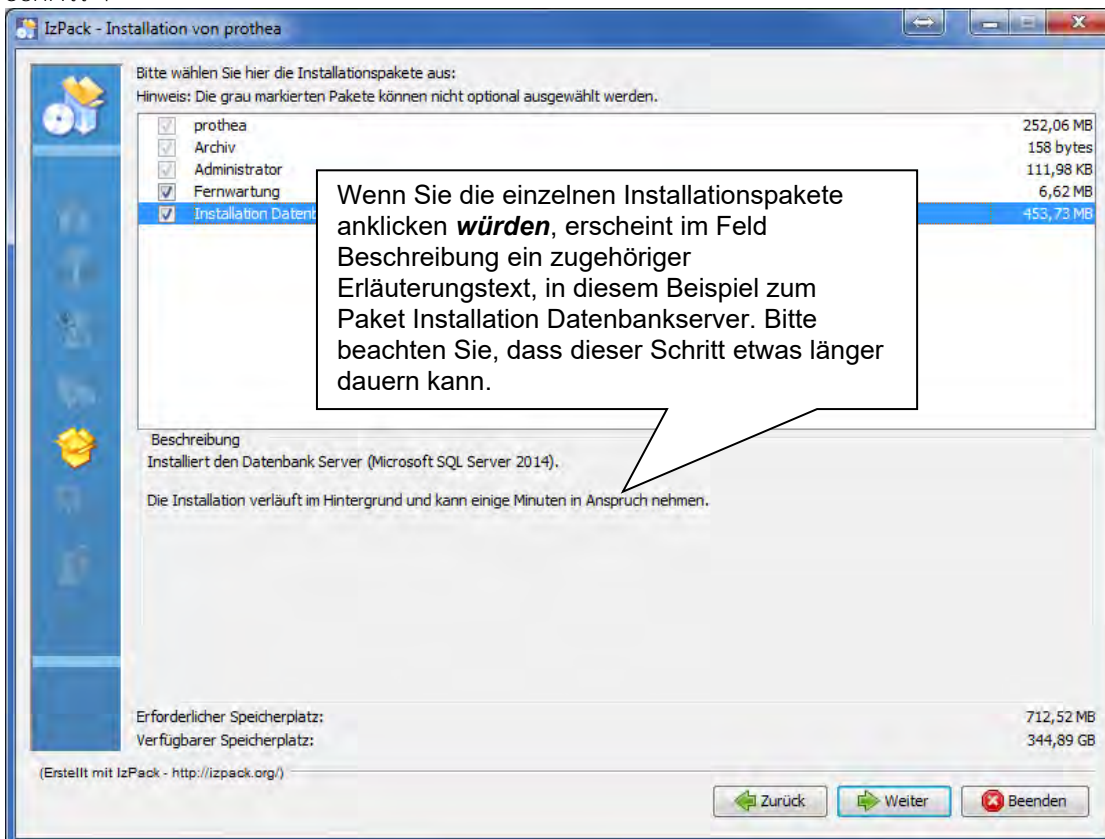 IzPack - Installation von prothea
Bitte wählen Sie hier die Installationspakete aus:
Hinweis: Die grau markierten Pakete können nicht optional ausgewählt werden.
prothea 252,06 MB
Archiv 158 bytes
Administrator 111,98 KB
Fernwartung 6,62 MB
Installation 453,73 MB
Wenn Sie die einzelnen Installationspakete
anklicken würden, erscheint im Feld
Beschreibung ein zugehöriger
Erläuterungstext, in diesem Beispiel zum
Paket Installation Datenbankserver. Bitte
beachten Sie, dass dieser Schritt etwas länger
dauern kann.
Beschreibung
Installiert den Datenbank Server (Microsoft SQL Server 2014).
Die Installation verläuft im Hintergrund und kann einige Minuten in Anspruch nehmen.
Erforderlicher Speicherplatz: 712,52 MB
Verfügbarer Speicherplatz: 344,89 GB
(Erstellt mit IzPack - http://izpack.org/)
Zurück Weiter Beenden